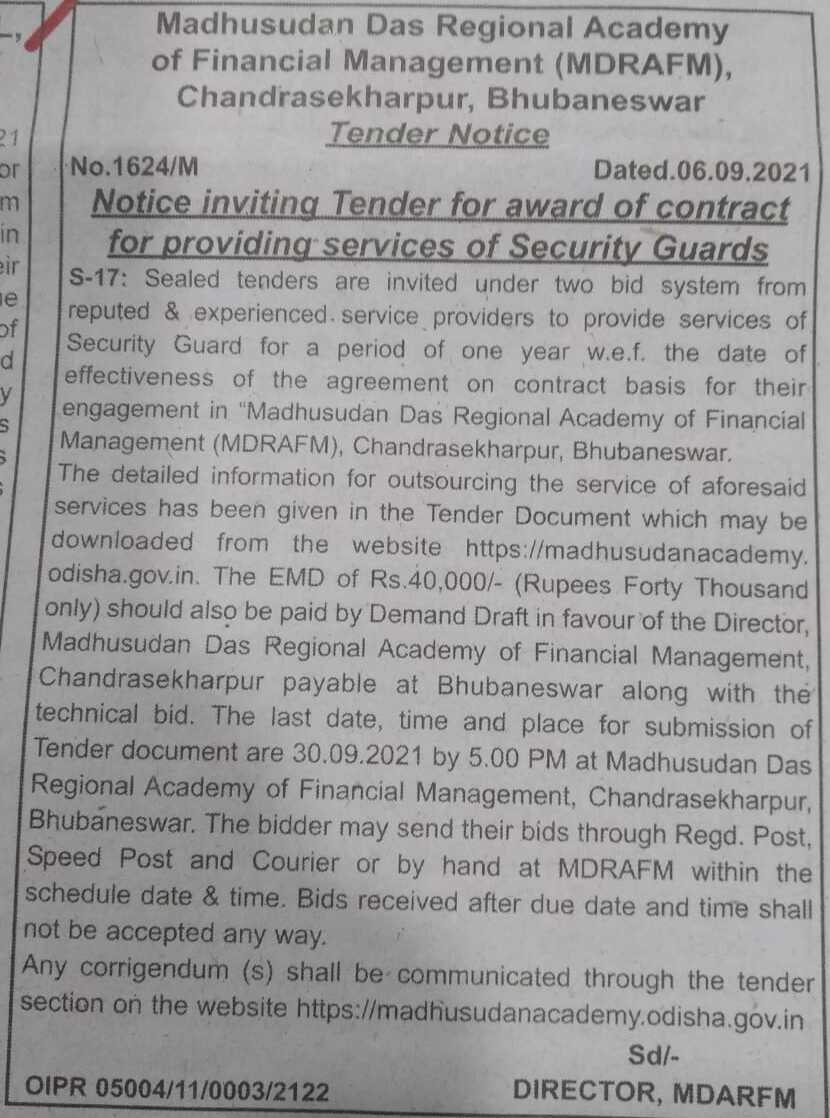 Madhusudan Das Regional Academy
of Financial Management (MDRAFM),
Chandrasekharpur, Bhubaneswar
Tender Notice
No.1624/M Dated.06.09.2021
Notice inviting Tender for award of contract
for providing services of Security Guards
S-17: Sealed tenders are invited under two bid system from
reputed & experienced service providers to provide services of
Security Guard for a period of one year w.e.f. the date of
effectiveness of the agreement on contract basis for their
engagement in “Madhusudan Das Regional Academy of Financial
Management (MDRAFM), Chandrasekharpur, Bhubaneswar.
The detailed information for outsourcing the service of aforesaid
services has been given in the Tender Document which may be
downloaded from the website https://madhusudanacademy.
odisha.gov.in. The EMD of Rs.40,000/- (Rupees Forty Thousand
only) should also be paid by Demand Draft in favour of the Director,
Madhusudan Das Regional Academy of Financial Management,
Chandrasekharpur payable at Bhubaneswar along with the
technical bid. The last date, time and place for submission of
Tender document are 30.09.2021 by 5.00 PM at Madhusudan Das
Regional Academy of Financial Management, Chandrasekharpur,
Bhubaneswar. The bidder may send their bids through Regd. Post,
Speed Post and Courier or by hand at MDRAFM within the
schedule date & time. Bids received after due date and time shall
not be accepted any way.
Any corrigendum (s) shall be communicated through the tender
section on the website https://madhusudanacademy.odisha.gov.in
Sd/-
OIPR 05004/11/0003/2122 DIRECTOR, MDARFM